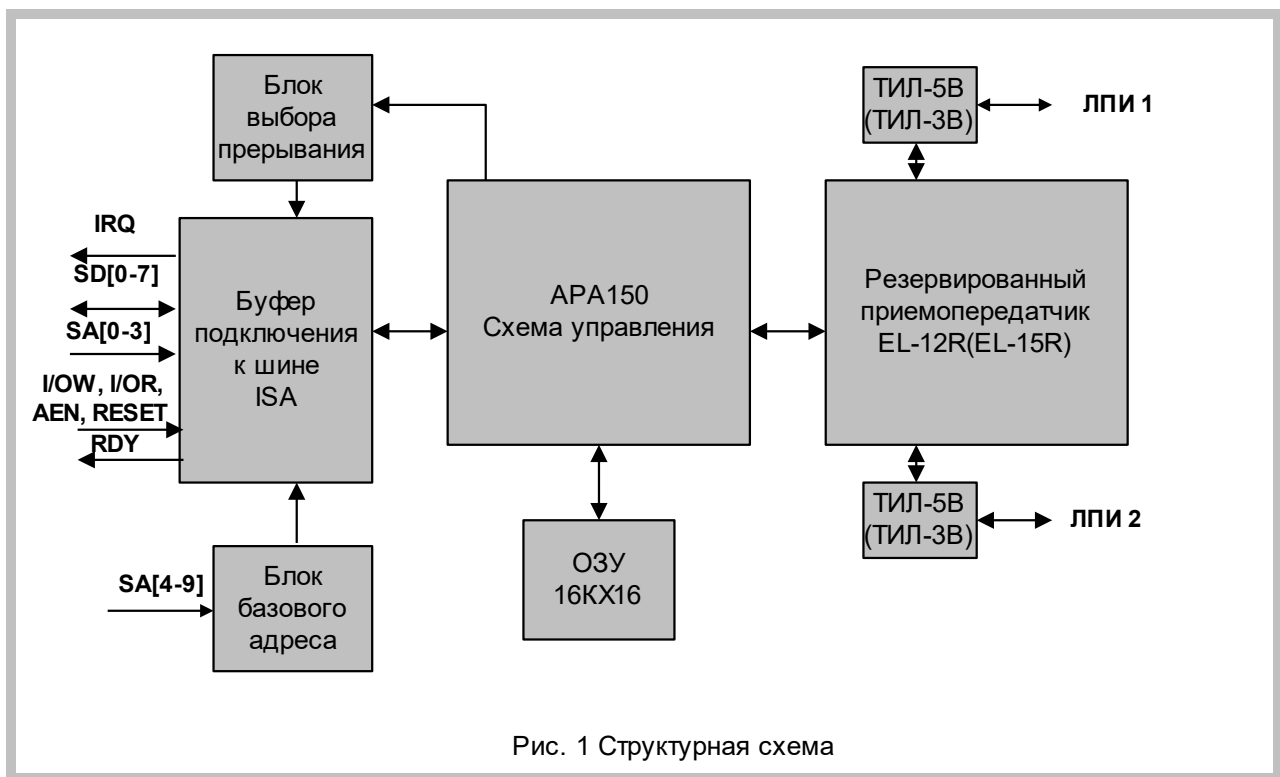 Блок
выбора
прерывания
ТИЛ-5В
(ТИЛ-3В)
ЛПИ 1
IRQ
SD[0-7]
SA[0-3]
I/OW, I/OR,
AEN, RESET
RDY
Буфер
подключения
к шине
ISA
APA150
Схема управления
Резервированный
приемопередатчик
EL-12R(EL-15R)
ТИЛ-5В
(ТИЛ-3В)
ЛПИ 2
SA[4-9]
Блок
базового
адреса
ОЗУ
16КХ16
Рис. 1 Структурная схема